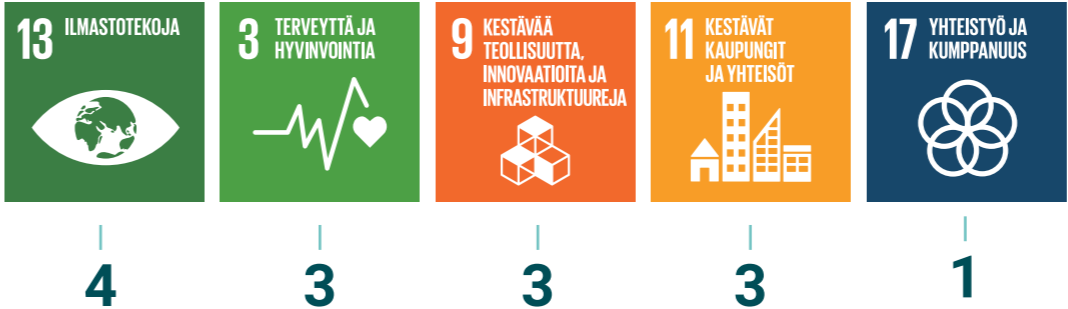 13 ILMASTOTEKOJA
3 TERVEYTTÄ JA
HYVINVOINTIA
9 KESTÄVÄÄ
TEOLLISUUTTA,
INNOVAATIOITA JA
INFRASTRUKTUUREJA
11 KESTÄVÄT
KAUPUNGIT
JA YHTEISÖT
17 YHTEISTYÖ JA
KUMPPANUUS
4
3
3
3
1